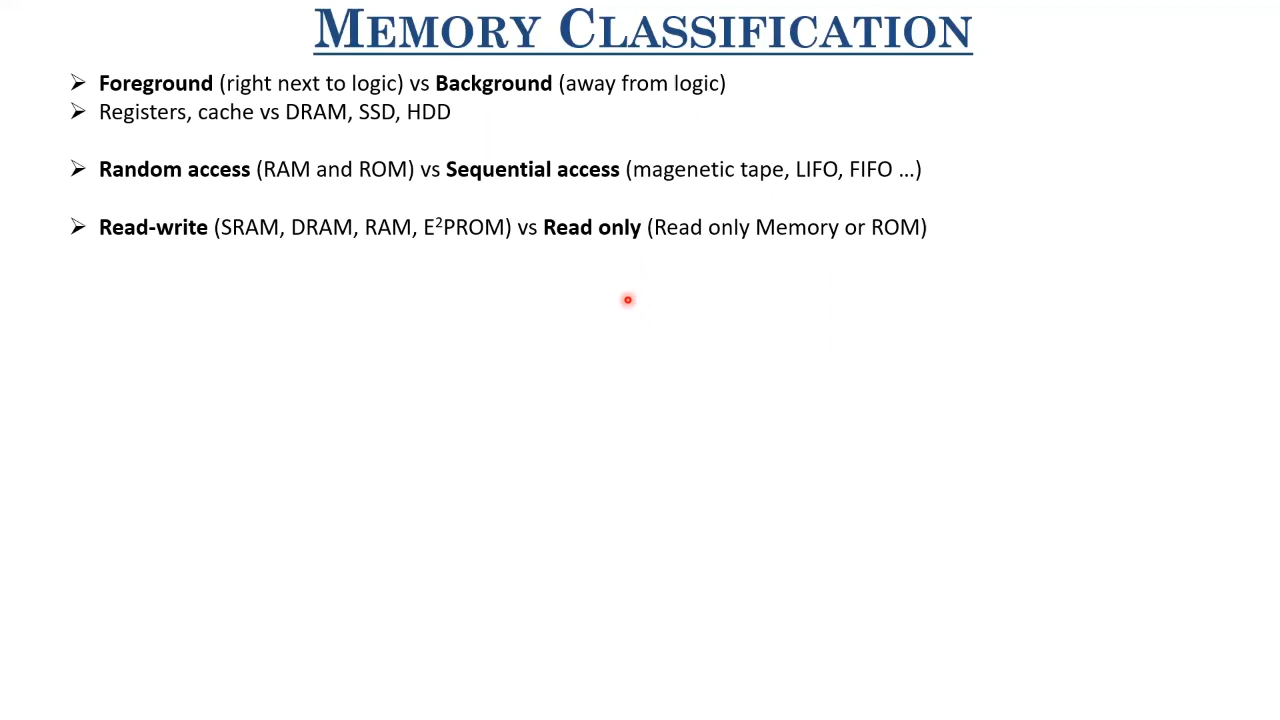 MEMORY CLASSIFICATION
➢ Foreground (right next to logic) vs Background (away from logic)
➢ Registers, cache vs DRAM, SSD, HDD
➢ Random access (RAM and ROM) vs Sequential access (magenetic tape, LIFO, FIFO ...)
➢ Read-write (SRAM, DRAM, RAM, E²PROM) vs Read only (Read only Memory or ROM)